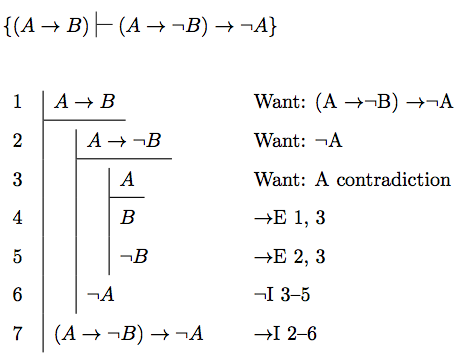 {(A → B) ⊢ (A → ¬B) → ¬A}
1 A → B Want: (A →¬B) →¬A
2 A → ¬B Want: ¬A
3 A Want: A contradiction
4 B →E 1, 3
5 ¬B →E 2, 3
6 ¬A ¬I 3–5
7 (A → ¬B) → ¬A →I 2–6